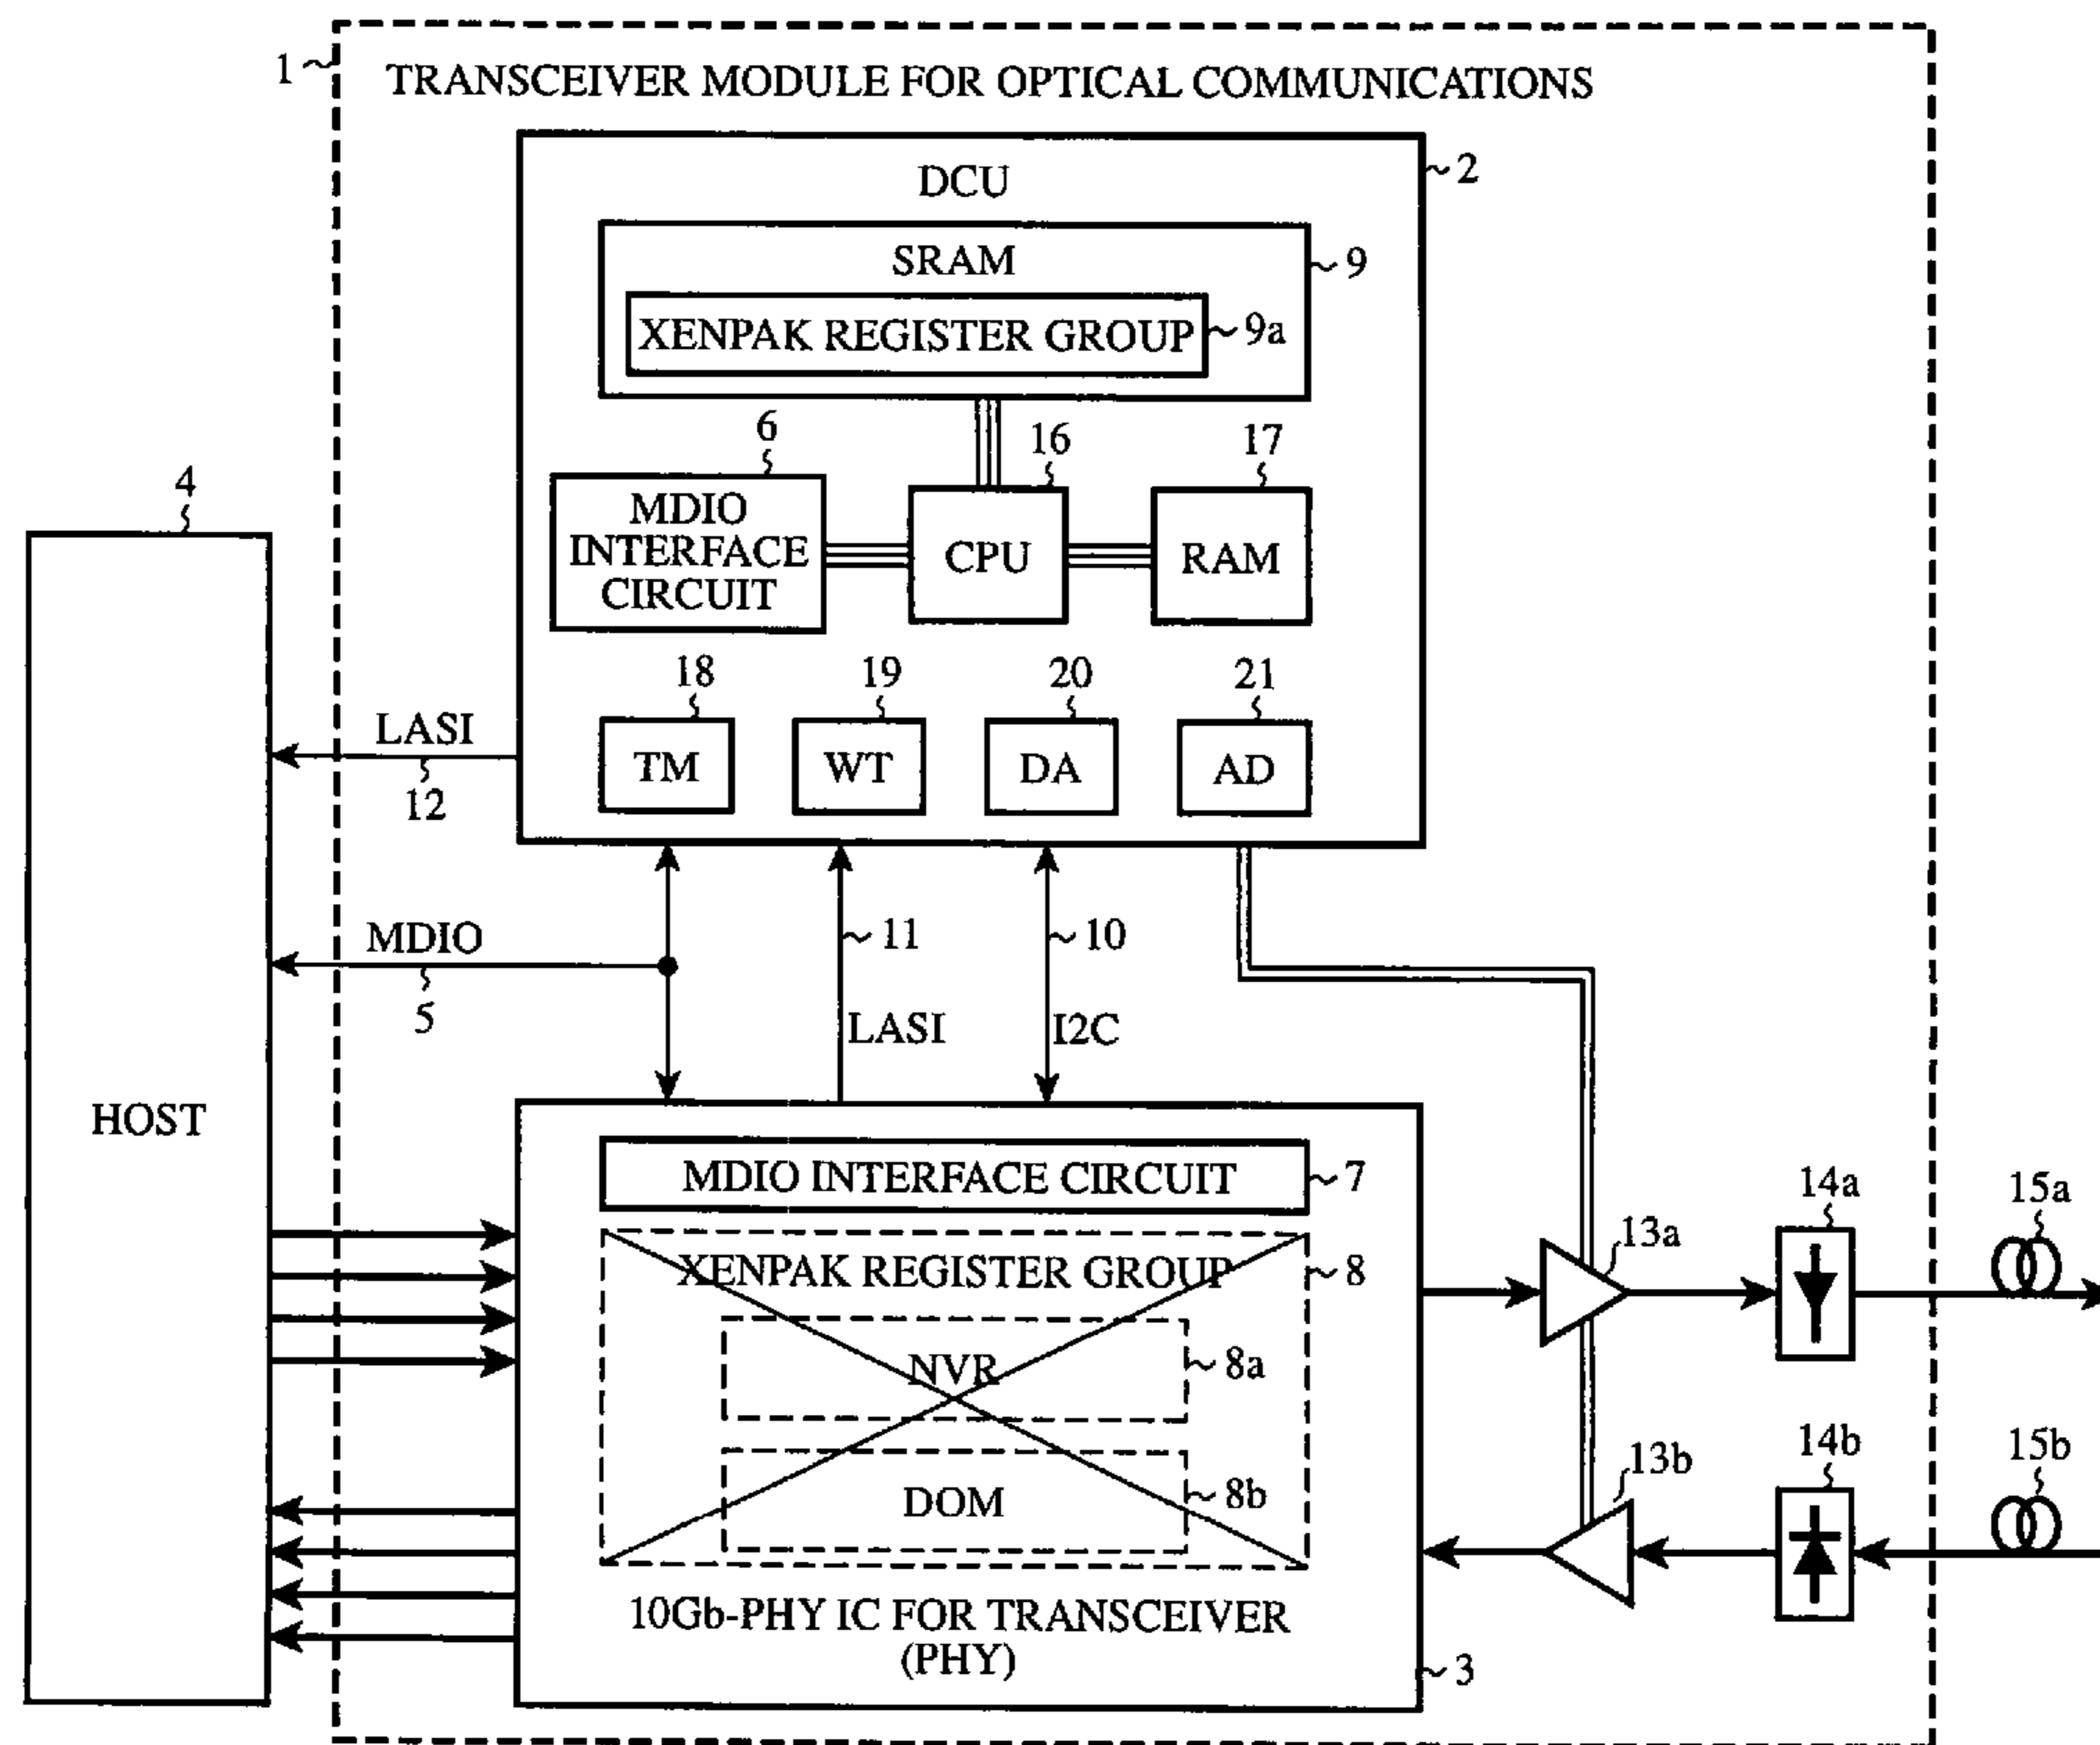 1
TRANSCEIVER MODULE FOR OPTICAL COMMUNICATIONS
2
DCU
SRAM
9
XENPAK REGISTER GROUP
9a
6
16
17
4
MDIO
INTERFACE
CIRCUIT
CPU
RAM
18
19
20
21
LASI
12
TM
WT
DA
AD
MDIO
5
11
10
LASI
I2C
HOST
MDIO INTERFACE CIRCUIT
7
XENPAK REGISTER GROUP
8
NVR
8a
DOM
8b
10Gb-PHY IC FOR TRANSCEIVER
(PHY)
3
13a
14a
15a
13b
14b
15b